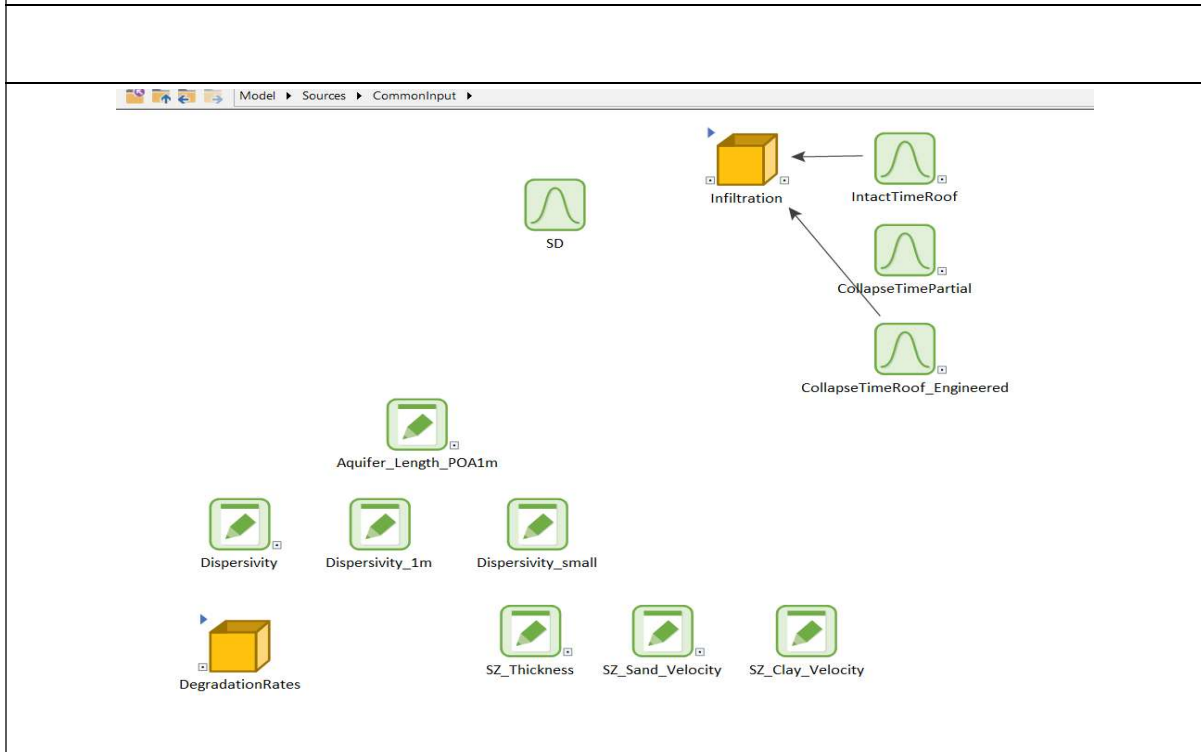 Model ▸ Sources ▸ CommonInput ▸
Infiltration
IntactTimeRoof
SD
CollapseTimePartial
CollapseTimeRoof_Engineered
Aquifer_Length_POA1m
Dispersivity
Dispersivity_1m
Dispersivity_small
SZ_Thickness
SZ_Sand_Velocity
SZ_Clay_Velocity
DegradationRates